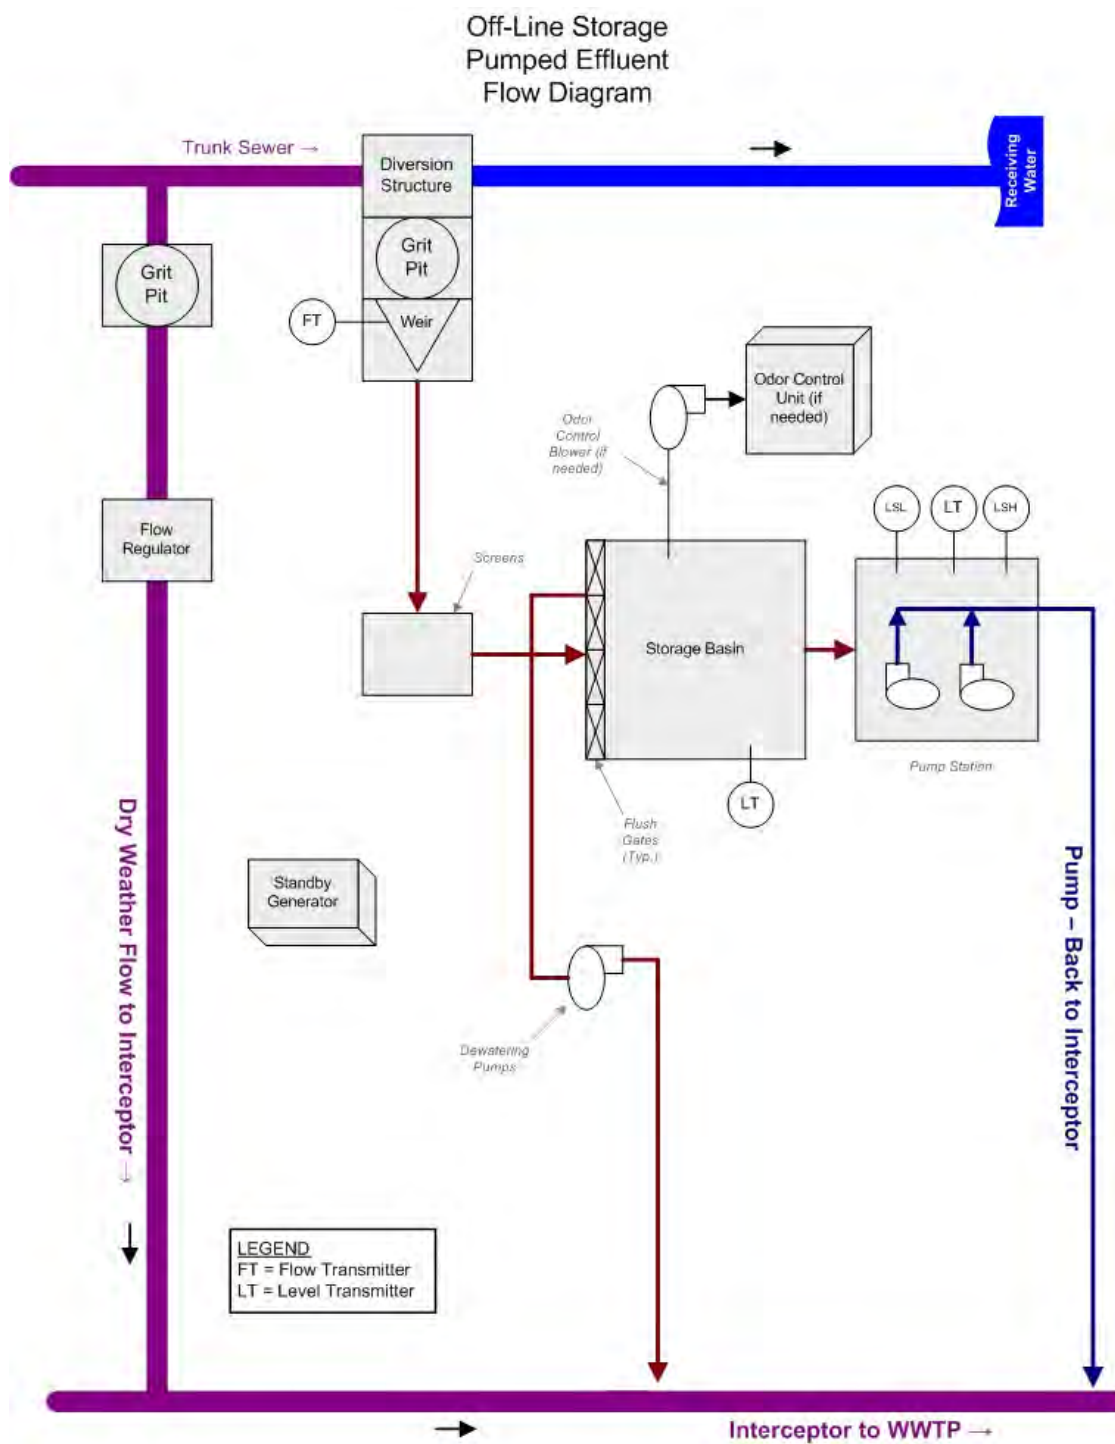 Off-Line Storage
Pumped Effluent
Flow Diagram
Trunk Sewer →
Diversion
Structure
Receiving
Water
Grit
Pit
Grit
Pit
FT
Weir
Odor Control
Unit (if
needed)
Odor
Control
Blower (if
needed)
LSL
LT
LSH
Flow
Regulator
Screens
Storage Basin
Pump Station
LT
Flush
Gates
(Typ.)
Dry Weather Flow to Interceptor →
Standby
Generator
Pump – Back to Interceptor
Dewatering
Pumps
LEGEND
FT = Flow Transmitter
LT = Level Transmitter
Interceptor to WWTP →